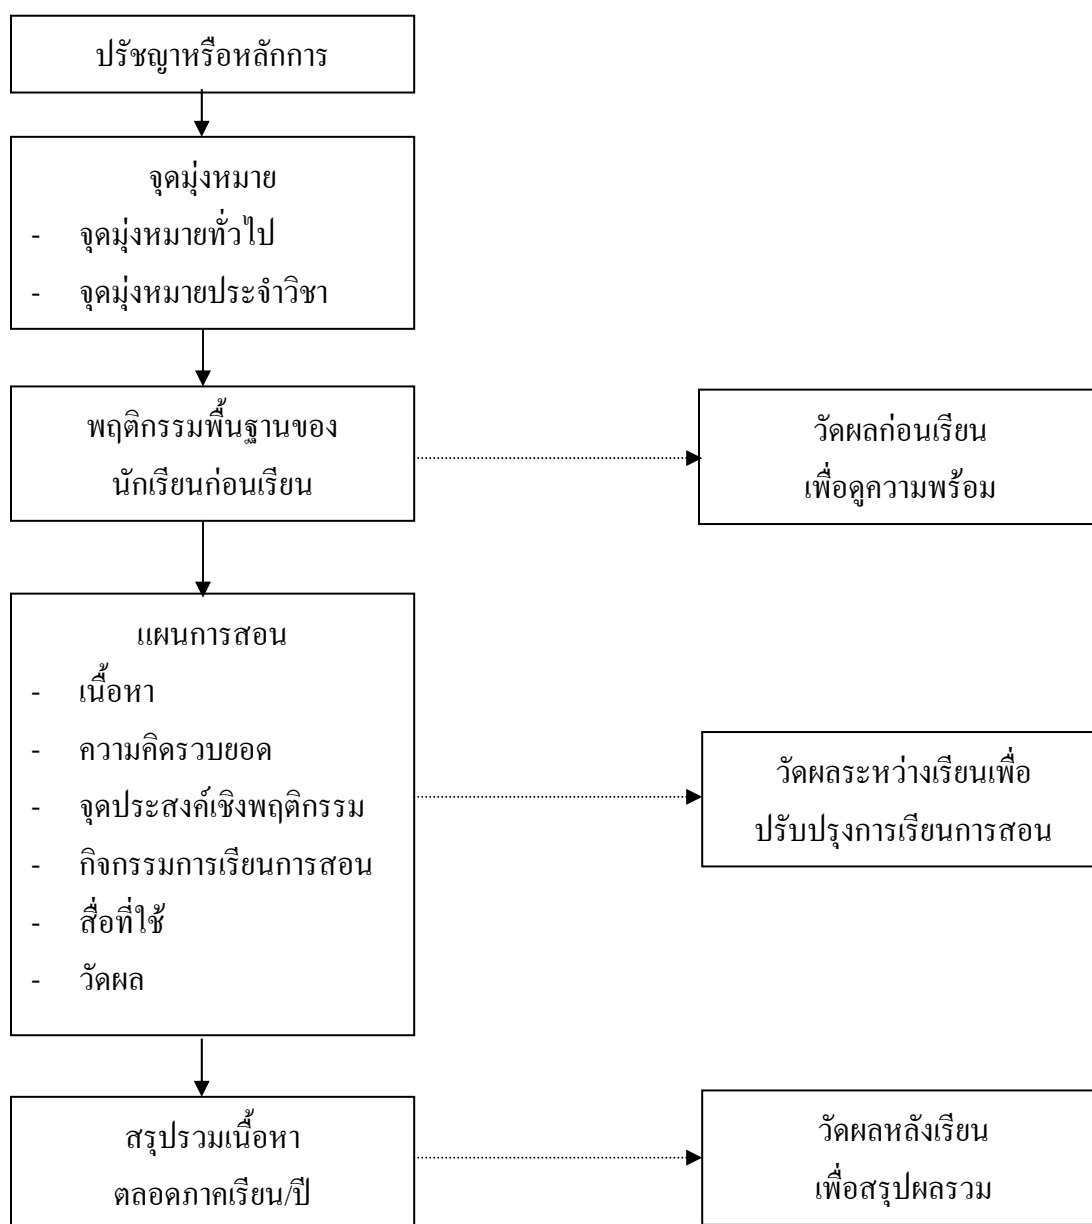 ปรัชญาหรือหลักการ
จุดมุ่งหมาย
- จุดมุ่งหมายทั่วไป
- จุดมุ่งหมายประจำวิชา
พฤติกรรมพื้นฐานของ
นักเรียนก่อนเรียน
วัดผลก่อนเรียน
เพื่อดูความพร้อม
แผนการสอน
- เนื้อหา
- ความคิดรวบยอด
- จุดประสงค์เชิงพฤติกรรม
- กิจกรรมการเรียนการสอน
- สื่อที่ใช้
- วัดผล
วัดผลระหว่างเรียนเพื่อ
ปรับปรุงการเรียนการสอน
สรุปรวมเนื้อหา
ตลอดภาคเรียน/ปี
วัดผลหลังเรียน
เพื่อสรุปผลรวม